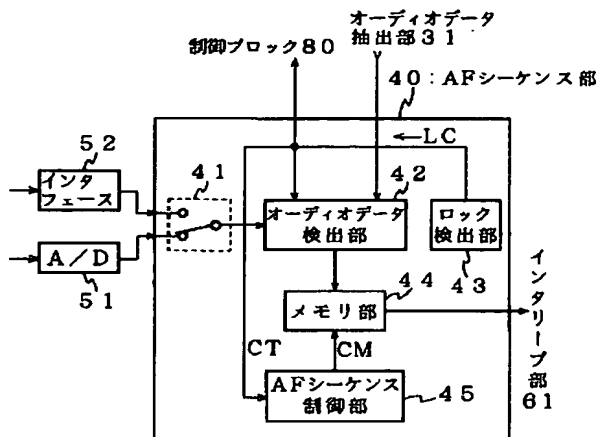 オーディオデータ
抽出部31
制御ブロック80
40:AFシーケンス部
←LC
52
インタ
フェース
41
42
オーディオデータ
検出部
ロック
検出部
43
A/D
51
44
メモリ部
インタリーブ部
61
CT
CM
AFシーケンス
制御部
45